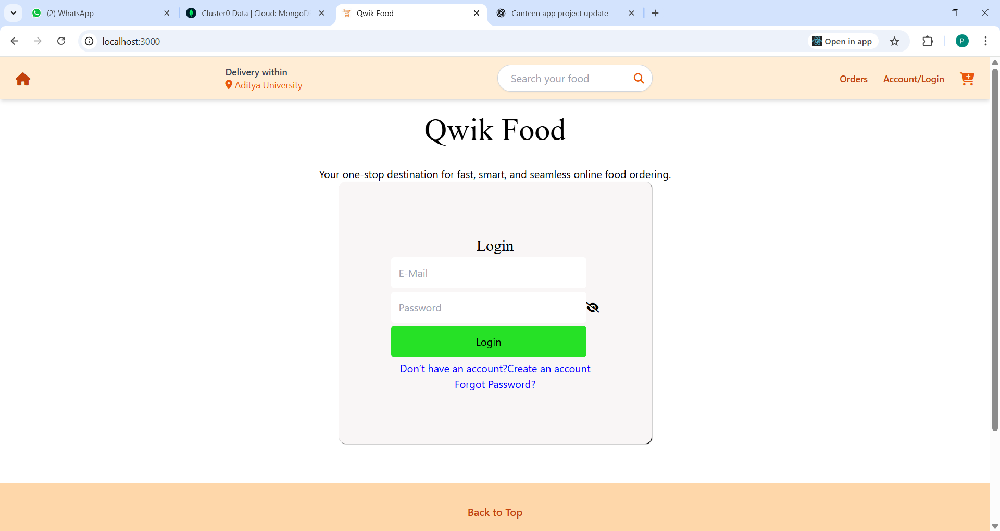 (2) WhatsApp
Cluster0 Data | Cloud: MongoD
Qwik Food
Canteen app project update
localhost:3000
Open in app
P
Delivery within
Aditya University
Search your food
Orders
Account/Login
Qwik Food
Your one-stop destination for fast, smart, and seamless online food ordering.
Login
E-Mail
Password
Login
Don't have an account?Create an account
Forgot Password?
Back to Top